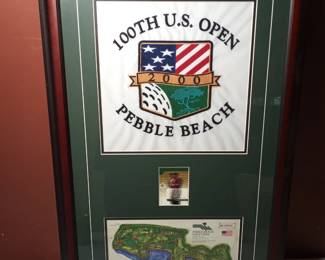 100TH U.S. OPEN
2000
PEBBLE BEACH